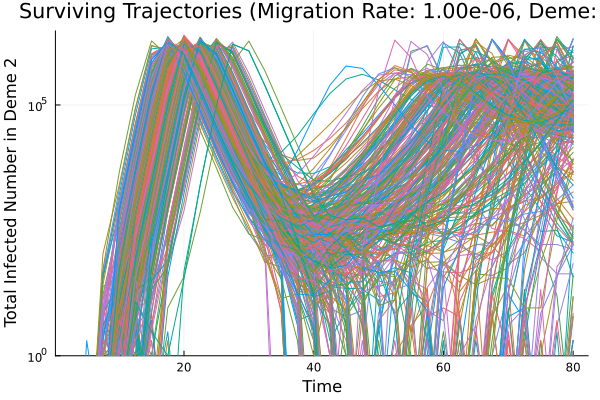 Surviving Trajectories (Migration Rate: 1.00e-06, Deme:
Total Infected Number in Deme 2
10⁵
10⁰
20 40 60 80
Time